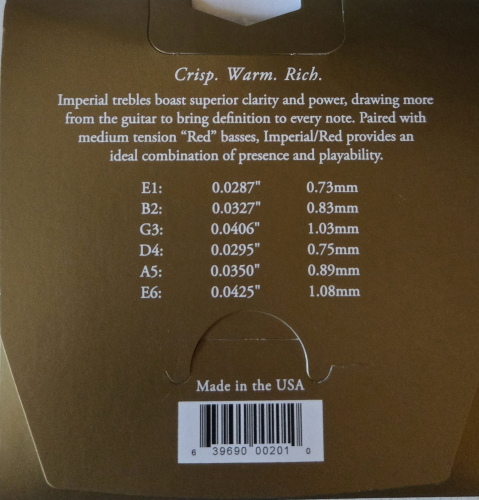 Crisp. Warm. Rich.
Imperial trebles boast superior clarity and power, drawing more
from the guitar to bring definition to every note. Paired with
medium tension “Red” basses, Imperial/Red provides an
ideal combination of presence and playability.
E1: 0.0287" 0.73mm
B2: 0.0327" 0.83mm
G3: 0.0406" 1.03mm
D4: 0.0295" 0.75mm
A5: 0.0350" 0.89mm
E6: 0.0425" 1.08mm
Made in the USA
6 39690 00201 0